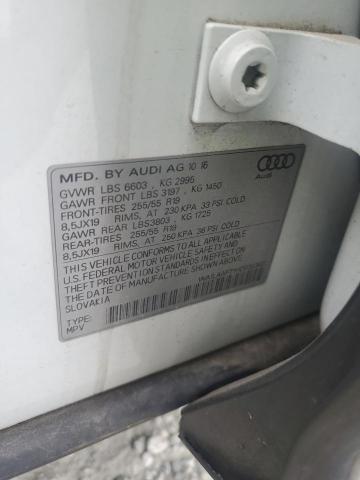 MFD. BY AUDI AG 10 16
GVWR LBS 6603 , KG 2995
GAWR FRONT LBS 3197 , KG 1450
FRONT-TIRES 255/55 R19
8,5JX19 RIMS, AT 230 KPA 33 PSI COLD
GAWR REAR LBS3803 , KG 1725
REAR-TIRES 255/55 R19
8,5JX19 RIMS, AT 250 KPA 36 PSI COLD
THIS VEHICLE CONFORMS TO ALL APPLICABLE
U.S. FEDERAL MOTOR VEHICLE SAFETY AND
THEFT PREVENTION STANDARDS IN EFFECT ON
THE DATE OF MANUFACTURE SHOWN ABOVE.
SLOVAKIA
TYPE:
MPV
Audi